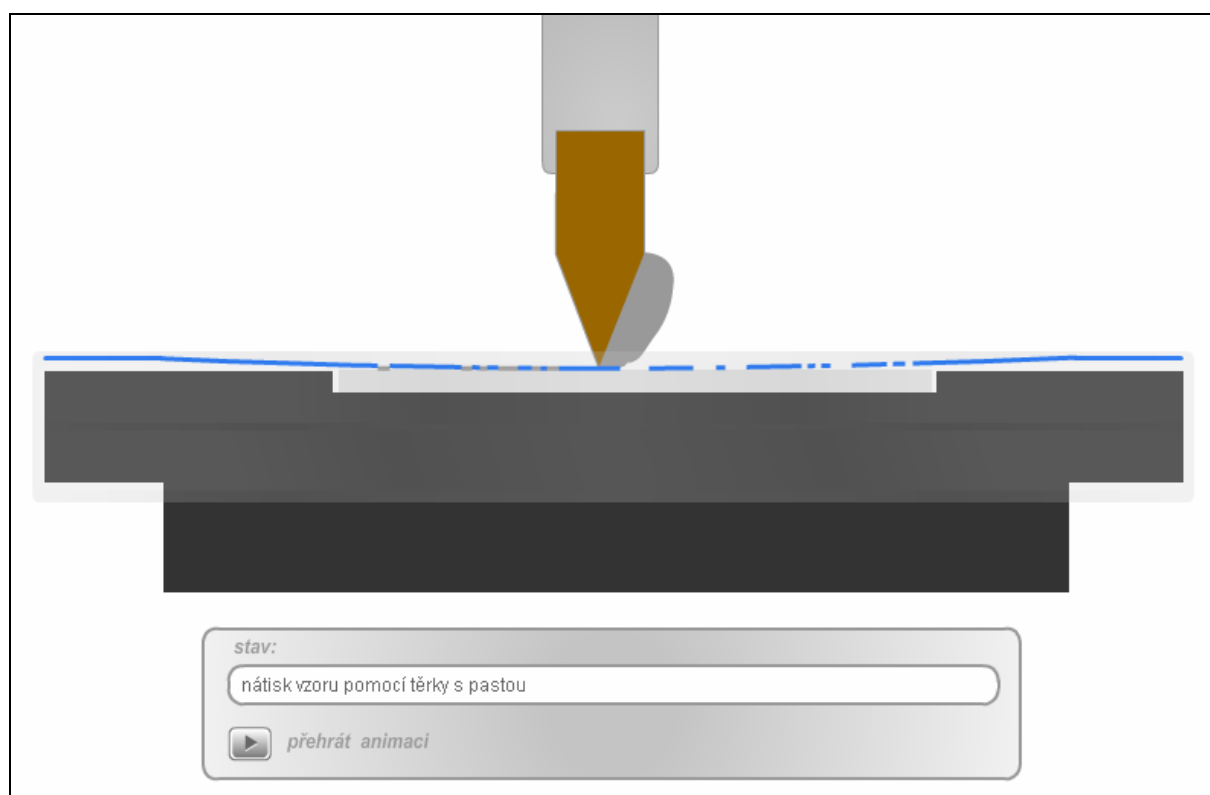 stav:
nátisk vzoru pomocí těrky s pastou
přehrát animaci